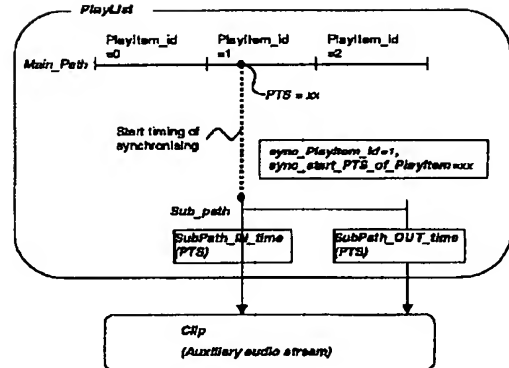 PlayList
PlayItem_id
=0
PlayItem_id
=1
PlayItem_id
=2
Main_Path
PTS = xx
Start timing of
synchronising
sync_PlayItem_id=1,
sync_start_PTS_of_PlayItem=xx
Sub_path
SubPath_IN_time
(PTS)
SubPath_OUT_time
(PTS)
Clip
(Auxiliary audio stream)